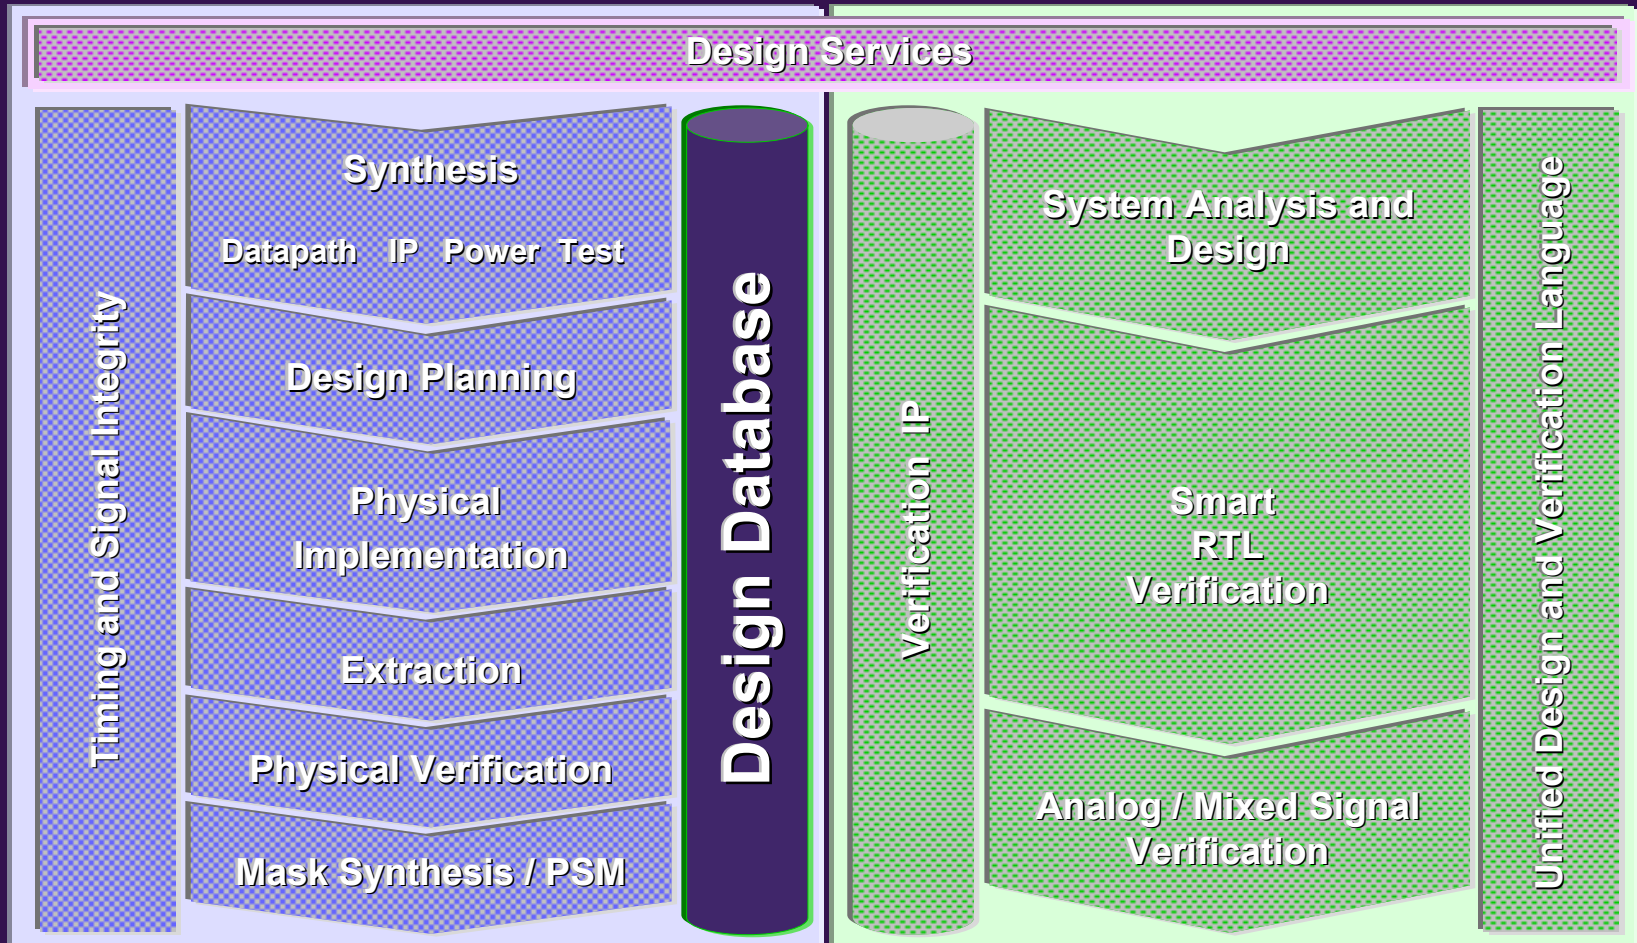 Design Services
Timing and Signal Integrity
Synthesis
Datapath IP Power Test
Design Planning
Physical
Implementation
Extraction
Physical Verification
Mask Synthesis / PSM
Design Database
Verification IP
System Analysis and
Design
Smart
RTL
Verification
Analog / Mixed Signal
Verification
Unified Design and Verification Language